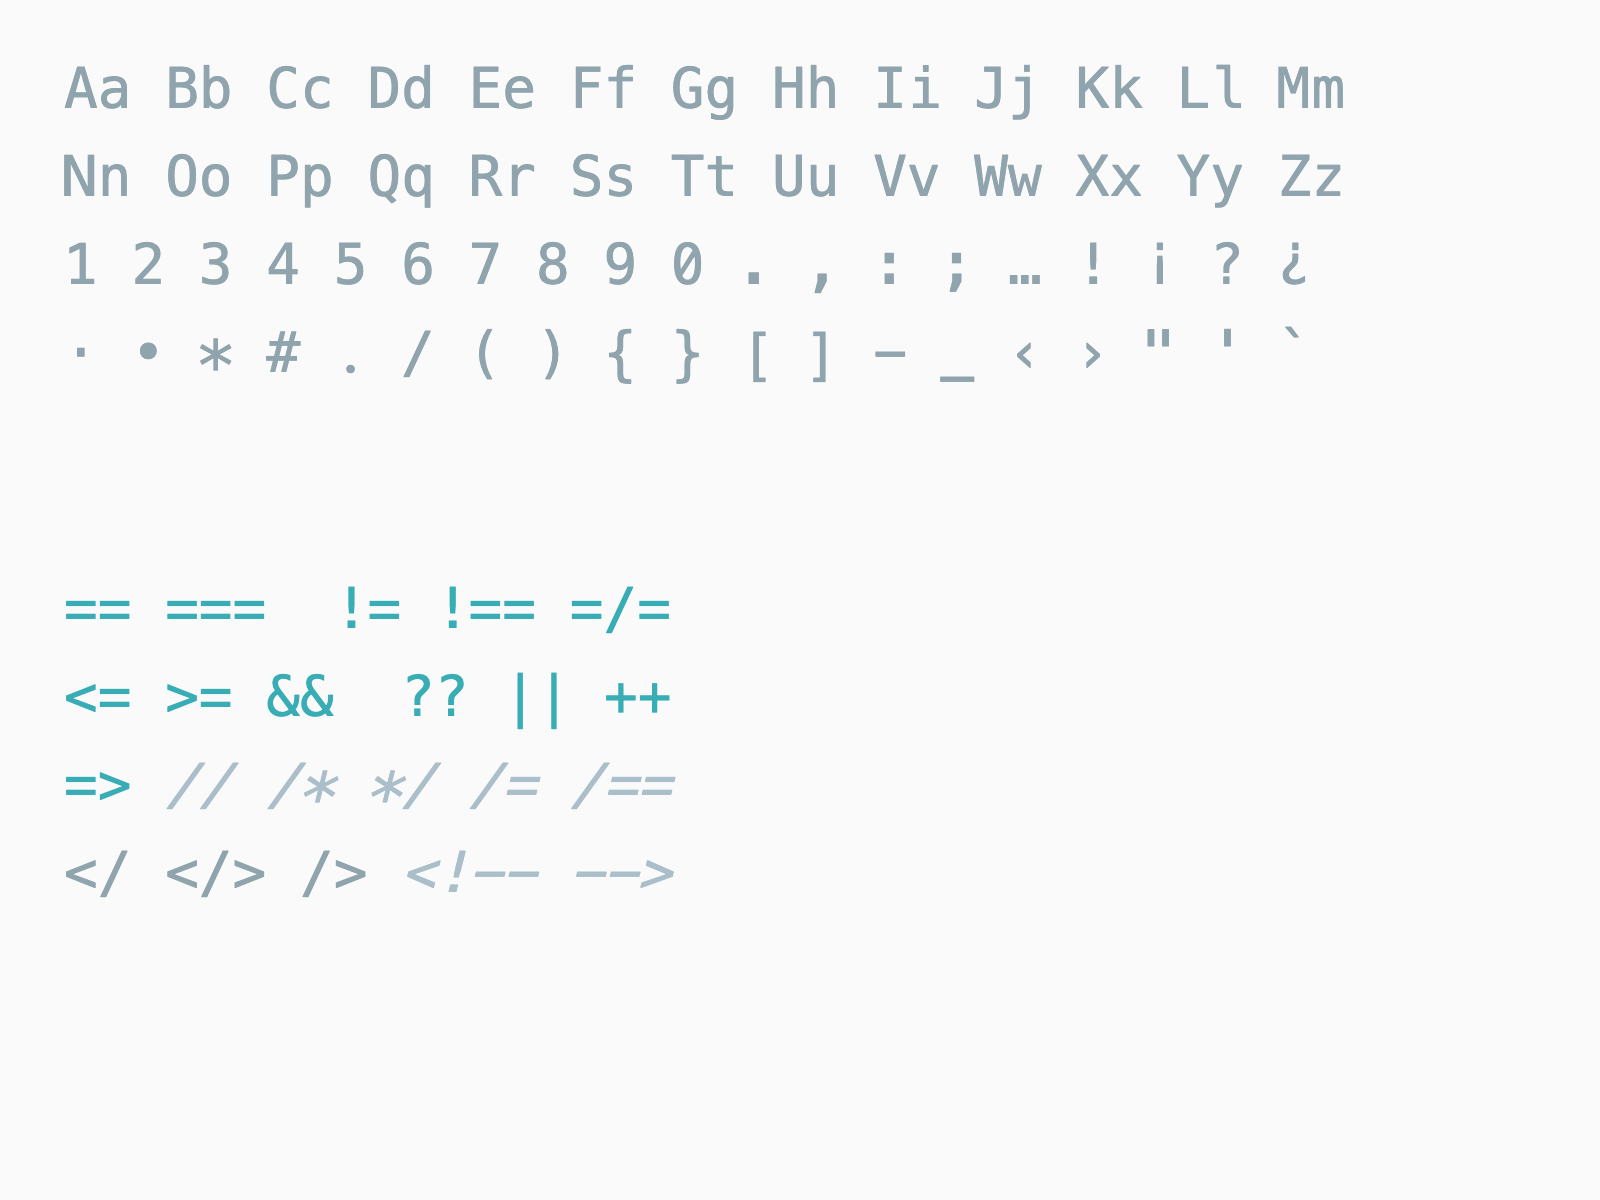 Aa Bb Cc Dd Ee Ff Gg Hh Ii Jj Kk Ll Mm
Nn Oo Pp Qq Rr Ss Tt Uu Vv Ww Xx Yy Zz
1 2 3 4 5 6 7 8 9 0 . , : ; … ! ¡ ? ¿
· • * # . / ( ) { } [ ] - _ ‹ › " ' `
== ===  != !== =/=
<= >= &&  ?? || ++
=> // /* */ /= /==
</ </> /> <!-- -->